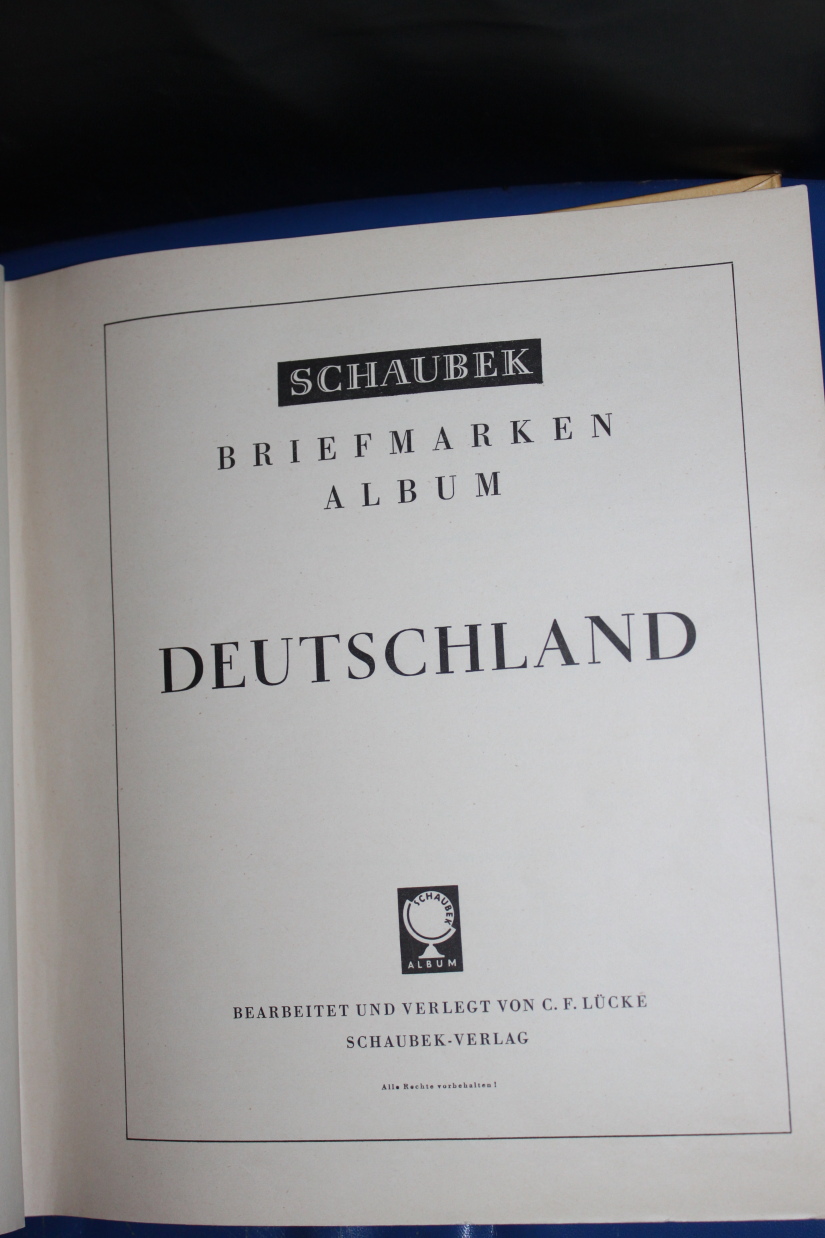 SCHAUBEK
BRIEFMARKEN
ALBUM
DEUTSCHLAND
SCHAUBEK
ALBUM
BEARBEITET UND VERLEGT VON C. F. LÜCKE
SCHAUBEK-VERLAG
Alle Rechte vorbehalten!